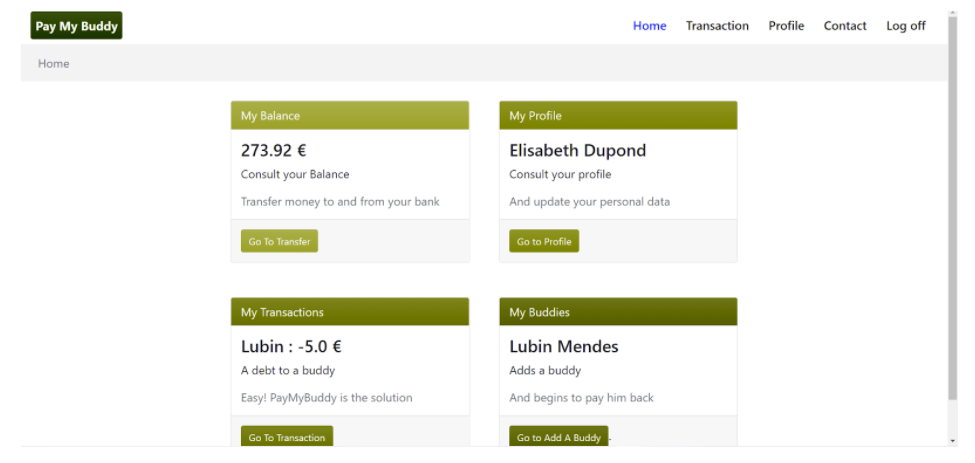 Pay My Buddy
Home Transaction Profile Contact Log off
Home
My Balance
273.92 €
Consult your Balance
Transfer money to and from your bank
Go To Transfer
My Profile
Elisabeth Dupond
Consult your profile
And update your personal data
Go to Profile
My Transactions
Lubin : -5.0 €
A debt to a buddy
Easy! PayMyBuddy is the solution
Go To Transaction
My Buddies
Lubin Mendes
Adds a buddy
And begins to pay him back
Go to Add A Buddy .